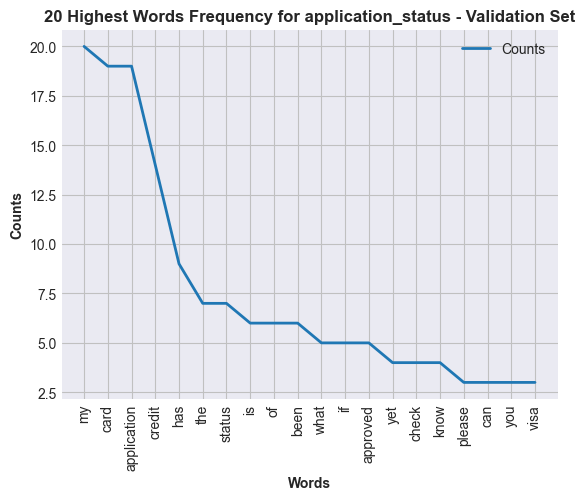 20 Highest Words Frequency for application_status - Validation Set
Counts
20.0
17.5
15.0
12.5
10.0
7.5
5.0
2.5
Counts
my
card
application
credit
has
the
status
is
of
been
what
if
approved
yet
check
know
please
can
you
visa
Words